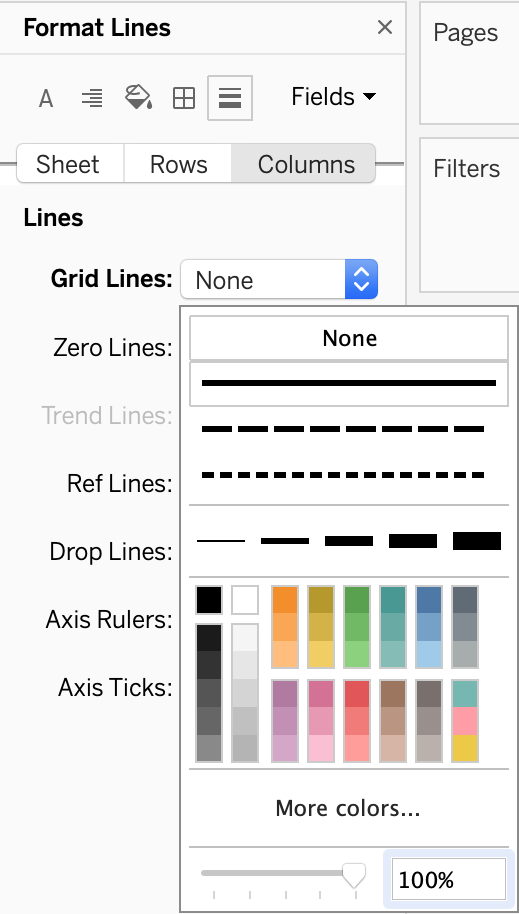 Format Lines
Pages
A
Fields
Sheet Rows Columns
Filters
Lines
Grid Lines: None
None
Zero Lines:
Trend Lines:
Ref Lines:
Drop Lines:
Axis Rulers:
Axis Ticks:
More colors...
100%